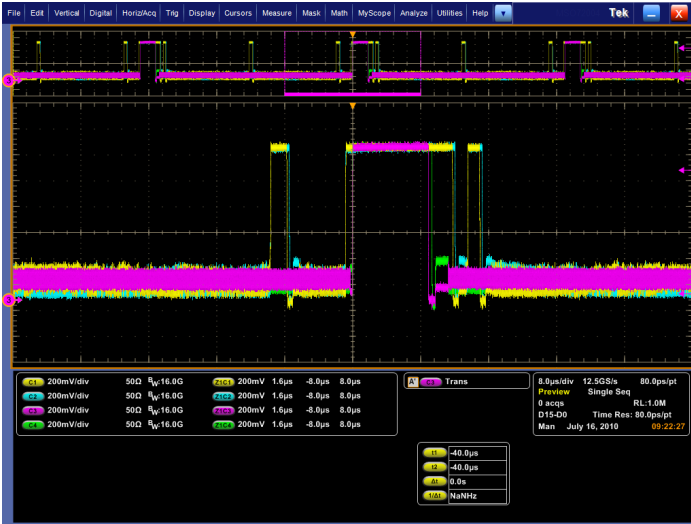 File Edit Vertical Digital Horiz/Acq Trig Display Cursors Measure Mask Math MyScope Analyze Utilities Help Tek X
3
3
C1 200mV/div 50Ω BW:16.0G Z1C1 200mV 1.6µs -8.0µs 8.0µs
C2 200mV/div 50Ω BW:16.0G Z1C2 200mV 1.6µs -8.0µs 8.0µs
C3 200mV/div 50Ω BW:16.0G Z1C3 200mV 1.6µs -8.0µs 8.0µs
C4 200mV/div 50Ω BW:16.0G Z1C4 200mV 1.6µs -8.0µs 8.0µs
A' C3 Trans
8.0µs/div 12.5GS/s 80.0ps/pt
Preview Single Seq
0 acqs RL:1.0M
D15-D0 Time Res: 80.0ps/pt
Man July 16, 2010 09:22:27
t1 -40.0µs
t2 -40.0µs
Δt 0.0s
1/Δt NaNHz